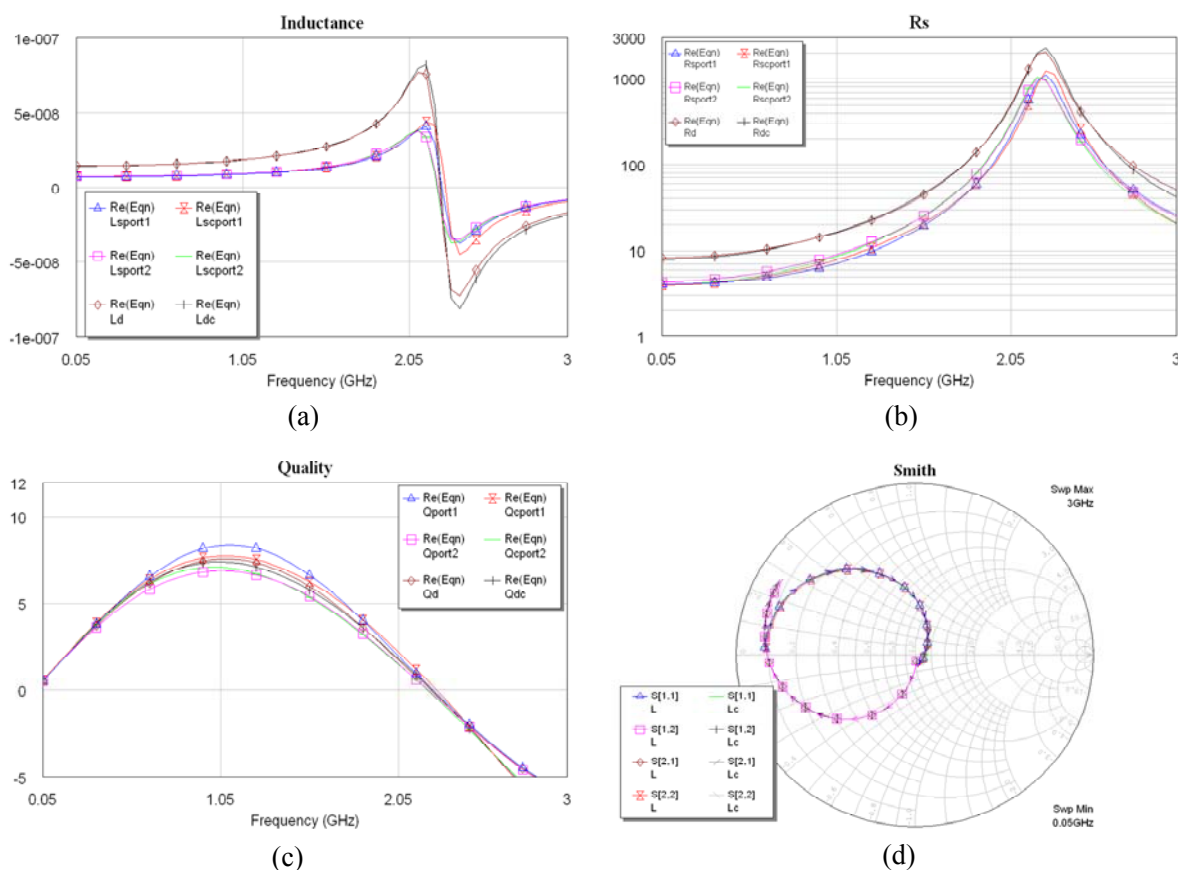 Inductance
1e-007
5e-008
0
-5e-008
-1e-007
Re(Eqn) Re(Eqn)
Lsport1 Lscport1
Re(Eqn) Re(Eqn)
Lsport2 Lscport2
Re(Eqn) Re(Eqn)
Ld Ldc
0.05 1.05 2.05 3
Frequency (GHz)
(a)
Rs
3000
1000
100
10
1
Re(Eqn) Re(Eqn)
Rsport1 Rscport1
Re(Eqn) Re(Eqn)
Rsport2 Rscport2
Re(Eqn) Re(Eqn)
Rd Rdc
0.05 1.05 2.05 3
Frequency (GHz)
(b)
Quality
12
10
5
0
-5
Re(Eqn) Re(Eqn)
Qport1 Qcport1
Re(Eqn) Re(Eqn)
Qport2 Qcport2
Re(Eqn) Re(Eqn)
Qd Qdc
0.05 1.05 2.05 3
Frequency (GHz)
(c)
Smith
Swp Max
3GHz
S[1,1] S[1,1]
L Lc
S[1,2] S[1,2]
L Lc
S[2,1] S[2,1]
L Lc
S[2,2] S[2,2]
L Lc
Swp Min
0.05GHz
(d)